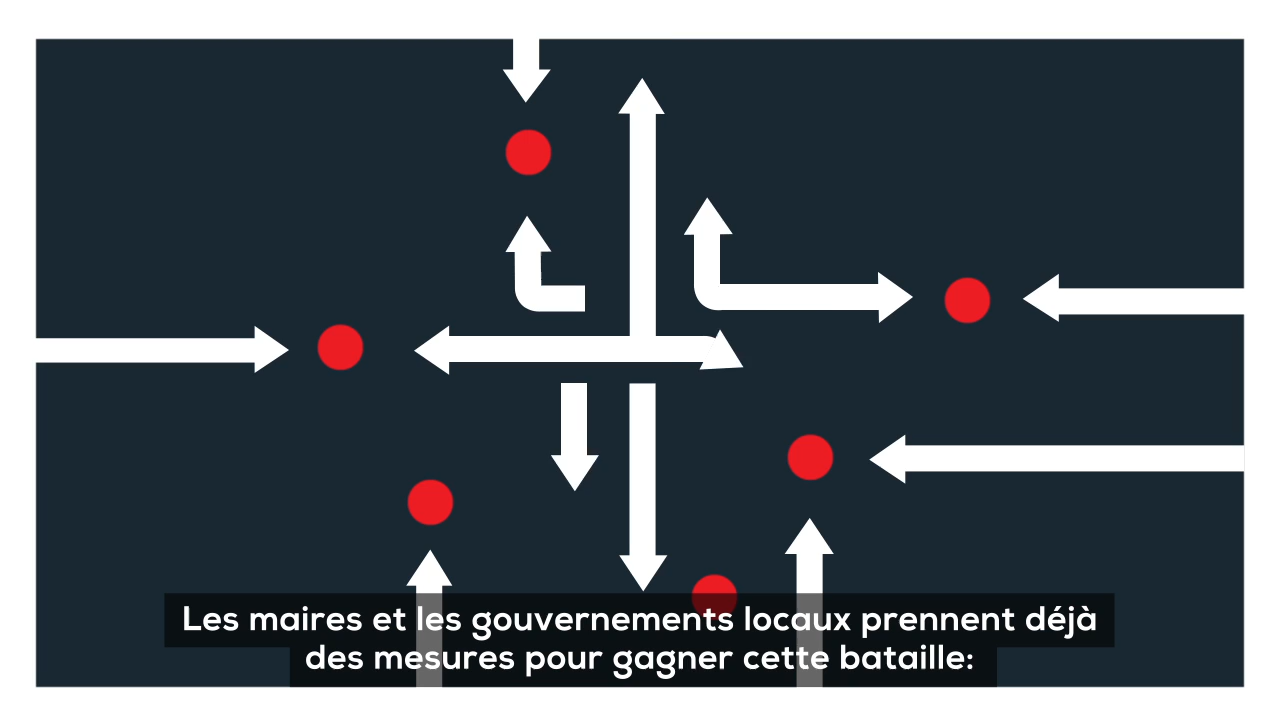 Les maires et les gouvernements locaux prennent déjà
des mesures pour gagner cette bataille: